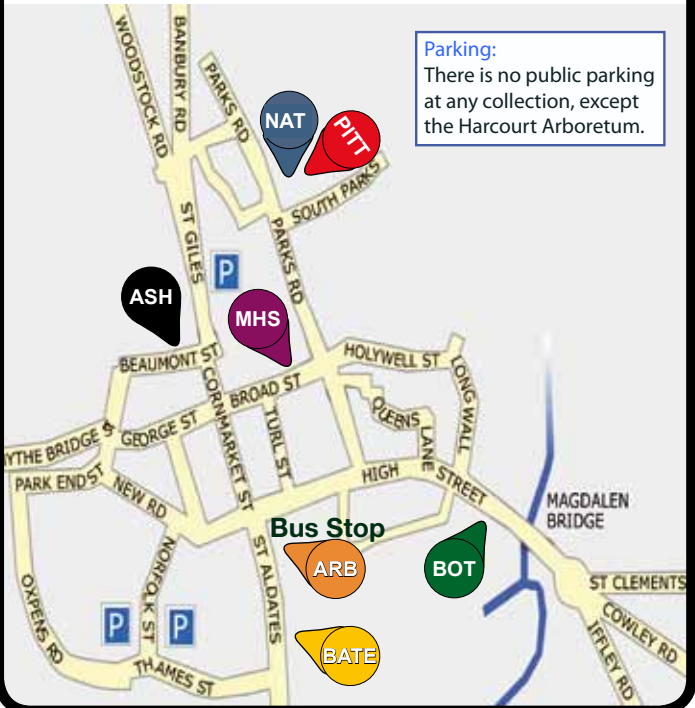 WOODSTOCK RD
BANBURY RD
PARKS RD
Parking:
There is no public parking
at any collection, except
the Harcourt Arboretum.
NAT
PITT
SOUTH PARKS
ST GILES
PARKS RD
P
ASH
MHS
BEAUMONT ST
HOLYWELL ST
LONG WALL
CORNMARKET ST
BROAD ST
TURL ST
QUEENS
LANE
GEORGE ST
YTHE BRIDGE S
PARK END ST
NEW RD
HIGH
STREET
MAGDALEN
BRIDGE
Bus Stop
ARB
BOT
NORFOLK ST
ST ALDATES
OXPENS RD
ST CLEMENTS
COWLEY RD
IFFLEY RD
P
P
BATE
THAMES ST